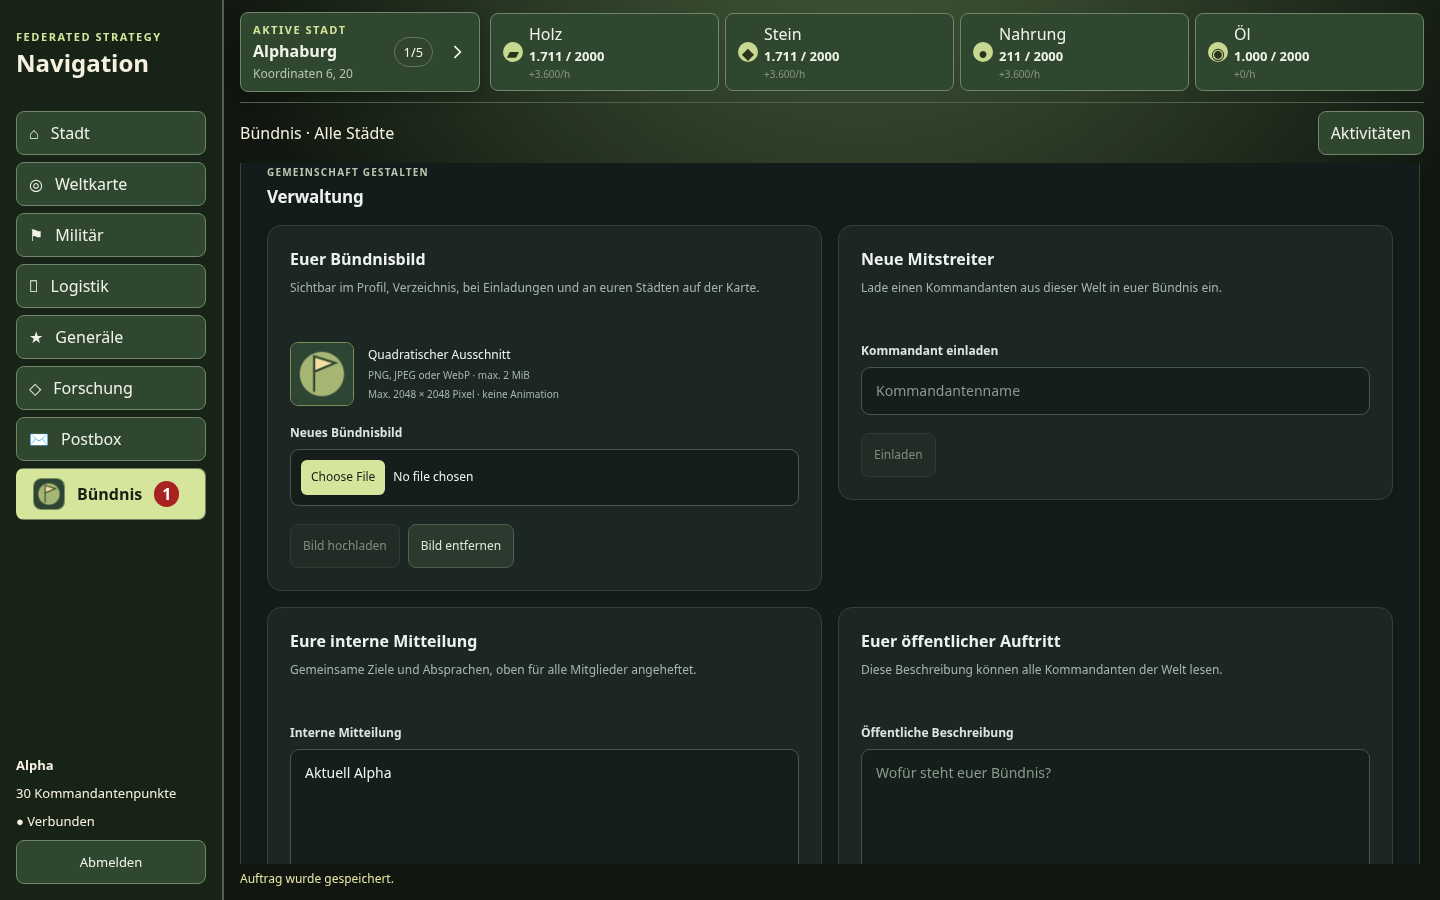 FEDERATED STRATEGY
Navigation
Stadt
Weltkarte
Militär
Logistik
Generäle
Forschung
Postbox
Bündnis 1
Alpha
30 Kommandantenpunkte
● Verbunden
Abmelden
AKTIVE STADT
Alphaburg
Koordinaten 6, 20
1/5
Holz
1.711 / 2000
+3.600/h
Stein
1.711 / 2000
+3.600/h
Nahrung
211 / 2000
+3.600/h
Öl
1.000 / 2000
+0/h
Bündnis · Alle Städte
Aktivitäten
GEMEINSCHAFT GESTALTEN
Verwaltung
Euer Bündnisbild
Sichtbar im Profil, Verzeichnis, bei Einladungen und an euren Städten auf der Karte.
Quadratischer Ausschnitt
PNG, JPEG oder WebP · max. 2 MiB
Max. 2048 × 2048 Pixel · keine Animation
Neues Bündnisbild
Choose File No file chosen
Bild hochladen
Bild entfernen
Neue Mitstreiter
Lade einen Kommandanten aus dieser Welt in euer Bündnis ein.
Kommandant einladen
Kommandantenname
Einladen
Eure interne Mitteilung
Gemeinsame Ziele und Absprachen, oben für alle Mitglieder angeheftet.
Interne Mitteilung
Aktuell Alpha
Euer öffentlicher Auftritt
Diese Beschreibung können alle Kommandanten der Welt lesen.
Öffentliche Beschreibung
Wofür steht euer Bündnis?
Auftrag wurde gespeichert.